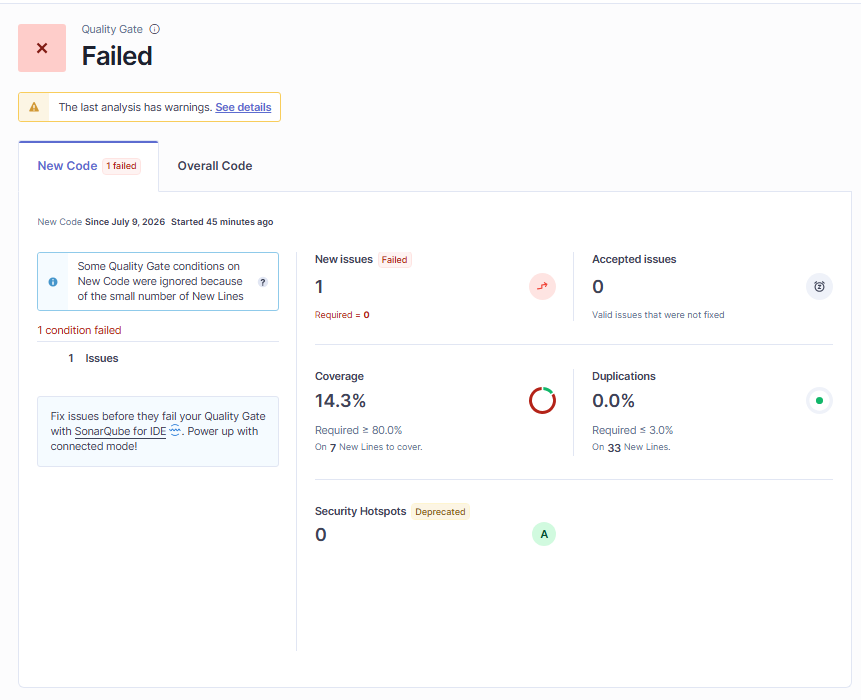 Quality Gate
Failed
The last analysis has warnings. See details
New Code 1 failed
Overall Code
New Code Since July 9, 2026 Started 45 minutes ago
Some Quality Gate conditions on
New Code were ignored because
of the small number of New Lines
?
1 condition failed
1 Issues
Fix issues before they fail your Quality Gate
with SonarQube for IDE . Power up with
connected mode!
New issues Failed
1
Required = 0
Accepted issues
0
Valid issues that were not fixed
Coverage
14.3%
Required ≥ 80.0%
On 7 New Lines to cover.
Duplications
0.0%
Required ≤ 3.0%
On 33 New Lines.
Security Hotspots Deprecated
0
A